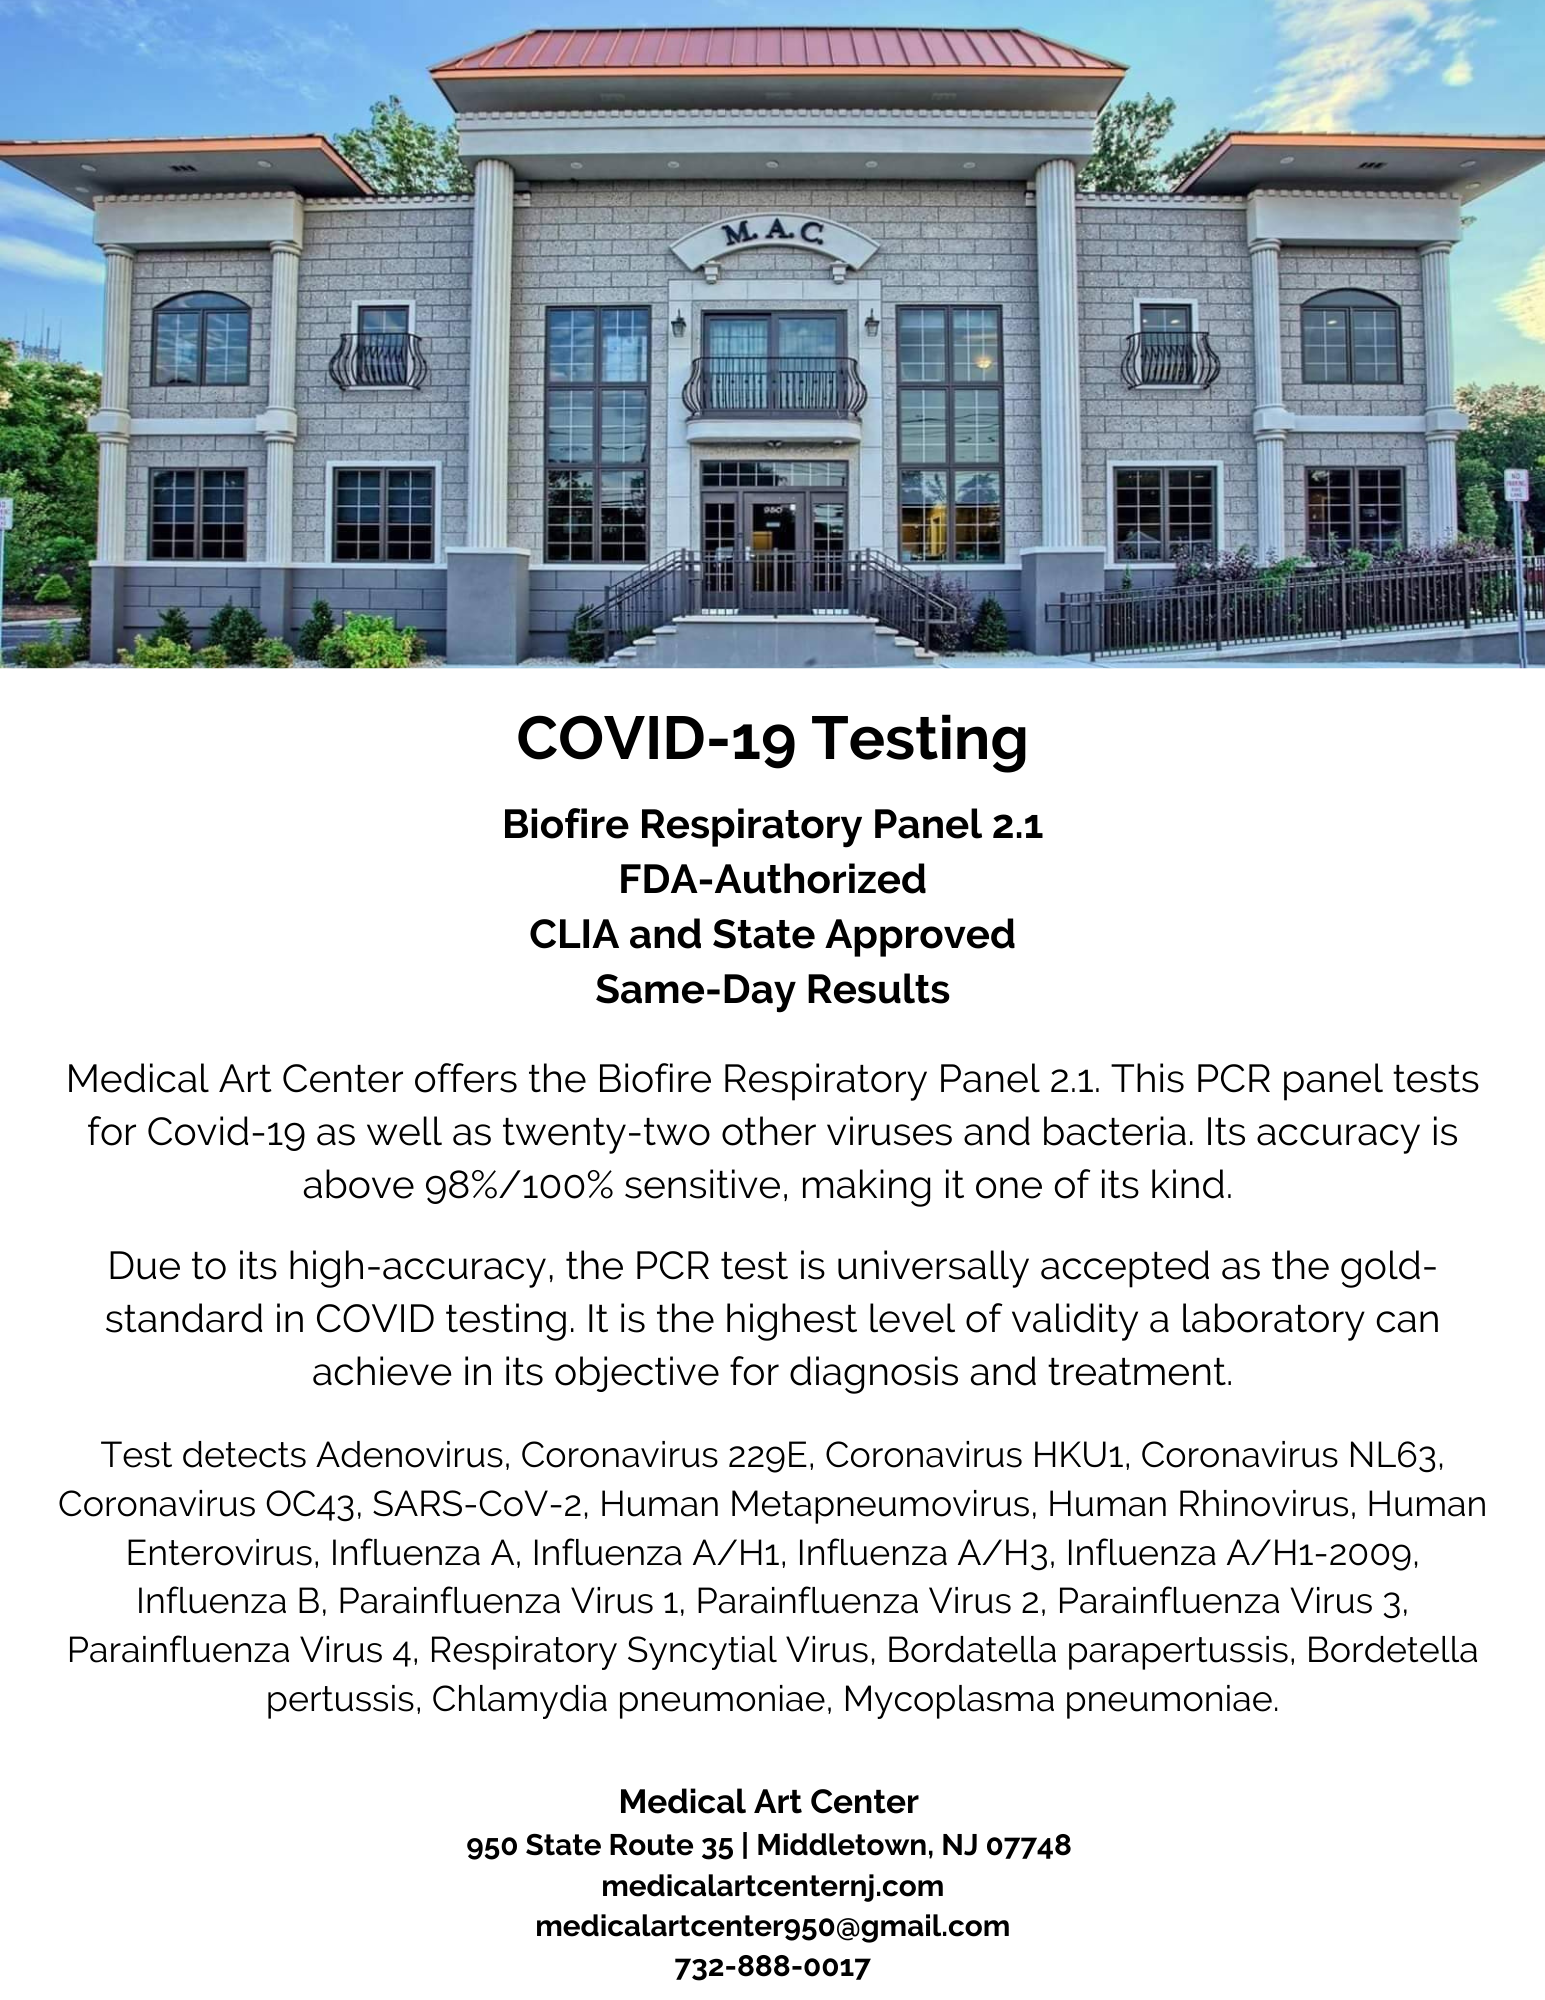 M.A.C.
950
NO
PARKING
FIRE
LANE
COVID-19 Testing
Biofire Respiratory Panel 2.1
FDA-Authorized
CLIA and State Approved
Same-Day Results
Medical Art Center offers the Biofire Respiratory Panel 2.1. This PCR panel tests
for Covid-19 as well as twenty-two other viruses and bacteria. Its accuracy is
above 98%/100% sensitive, making it one of its kind.
Due to its high-accuracy, the PCR test is universally accepted as the gold-
standard in COVID testing. It is the highest level of validity a laboratory can
achieve in its objective for diagnosis and treatment.
Test detects Adenovirus, Coronavirus 229E, Coronavirus HKU1, Coronavirus NL63,
Coronavirus OC43, SARS-CoV-2, Human Metapneumovirus, Human Rhinovirus, Human
Enterovirus, Influenza A, Influenza A/H1, Influenza A/H3, Influenza A/H1-2009,
Influenza B, Parainfluenza Virus 1, Parainfluenza Virus 2, Parainfluenza Virus 3,
Parainfluenza Virus 4, Respiratory Syncytial Virus, Bordatella parapertussis, Bordetella
pertussis, Chlamydia pneumoniae, Mycoplasma pneumoniae.
Medical Art Center
950 State Route 35 | Middletown, NJ 07748
medicalartcenternj.com
medicalartcenter950@gmail.com
732-888-0017